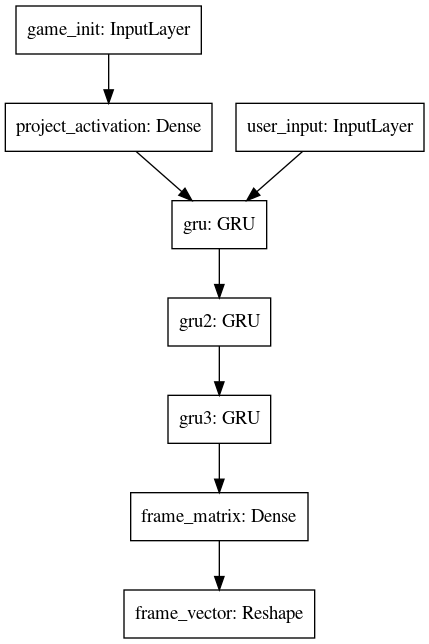 game_init: InputLayer
project_activation: Dense
user_input: InputLayer
gru: GRU
gru2: GRU
gru3: GRU
frame_matrix: Dense
frame_vector: Reshape